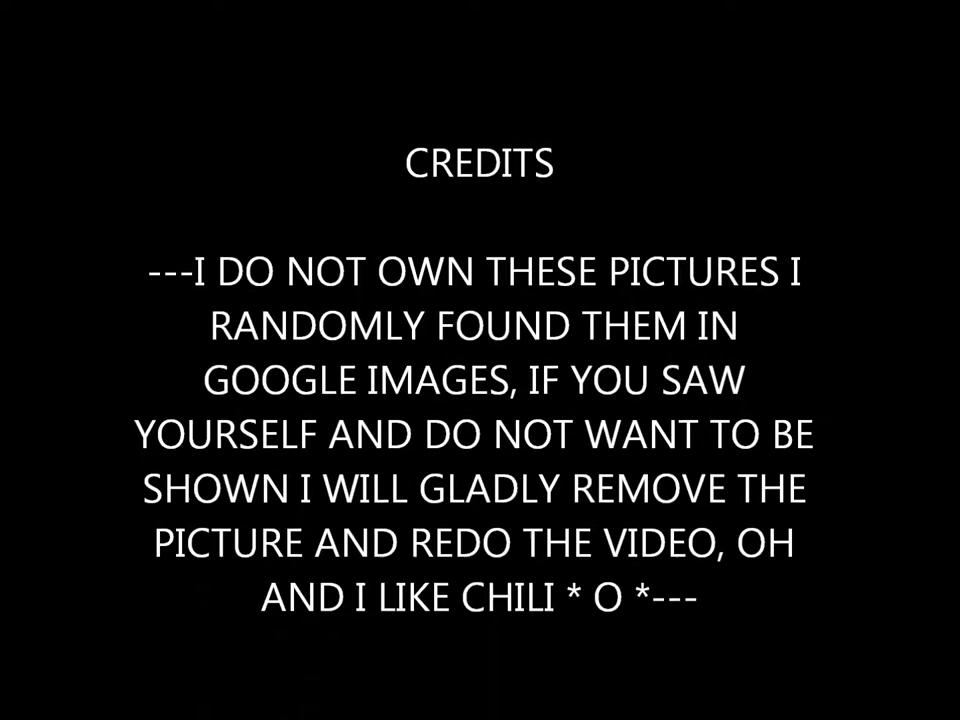 CREDITS
---I DO NOT OWN THESE PICTURES I
RANDOMLY FOUND THEM IN
GOOGLE IMAGES, IF YOU SAW
YOURSELF AND DO NOT WANT TO BE
SHOWN I WILL GLADLY REMOVE THE
PICTURE AND REDO THE VIDEO, OH
AND I LIKE CHILI * O *---